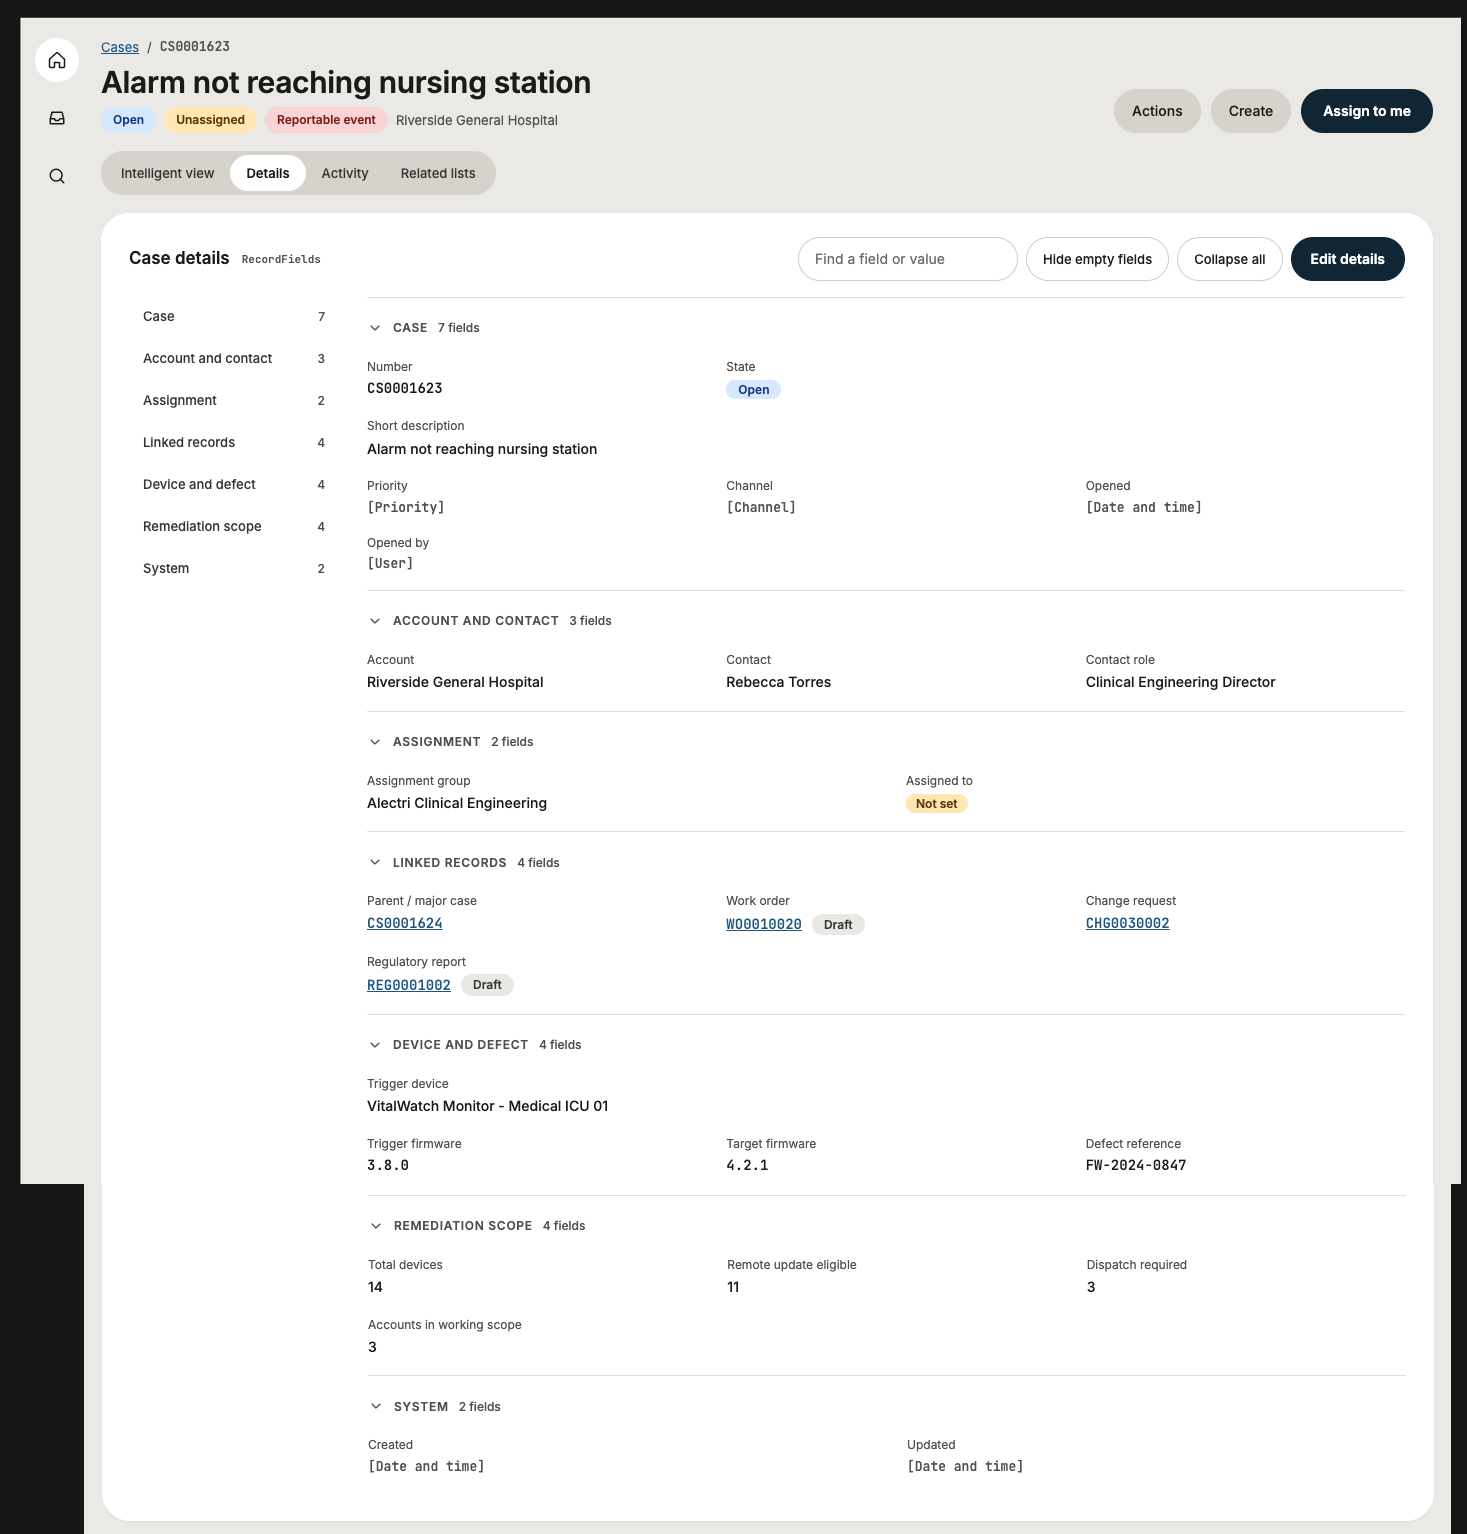 Cases / CS0001623
Alarm not reaching nursing station
Open Unassigned Reportable event Riverside General Hospital
Actions Create Assign to me
Intelligent view Details Activity Related lists
Case details RecordFields
Find a field or value Hide empty fields Collapse all Edit details
Case 7
Account and contact 3
Assignment 2
Linked records 4
Device and defect 4
Remediation scope 4
System 2
CASE 7 fields
Number State
CS0001623 Open
Short description
Alarm not reaching nursing station
Priority Channel Opened
[Priority] [Channel] [Date and time]
Opened by
[User]
ACCOUNT AND CONTACT 3 fields
Account Contact Contact role
Riverside General Hospital Rebecca Torres Clinical Engineering Director
ASSIGNMENT 2 fields
Assignment group Assigned to
Alectri Clinical Engineering Not set
LINKED RECORDS 4 fields
Parent / major case Work order Change request
CS0001624 WO0010020 Draft CHG0030002
Regulatory report
REG0001002 Draft
DEVICE AND DEFECT 4 fields
Trigger device
VitalWatch Monitor - Medical ICU 01
Trigger firmware Target firmware Defect reference
3.8.0 4.2.1 FW-2024-0847
REMEDIATION SCOPE 4 fields
Total devices Remote update eligible Dispatch required
14 11 3
Accounts in working scope
3
SYSTEM 2 fields
Created Updated
[Date and time] [Date and time]